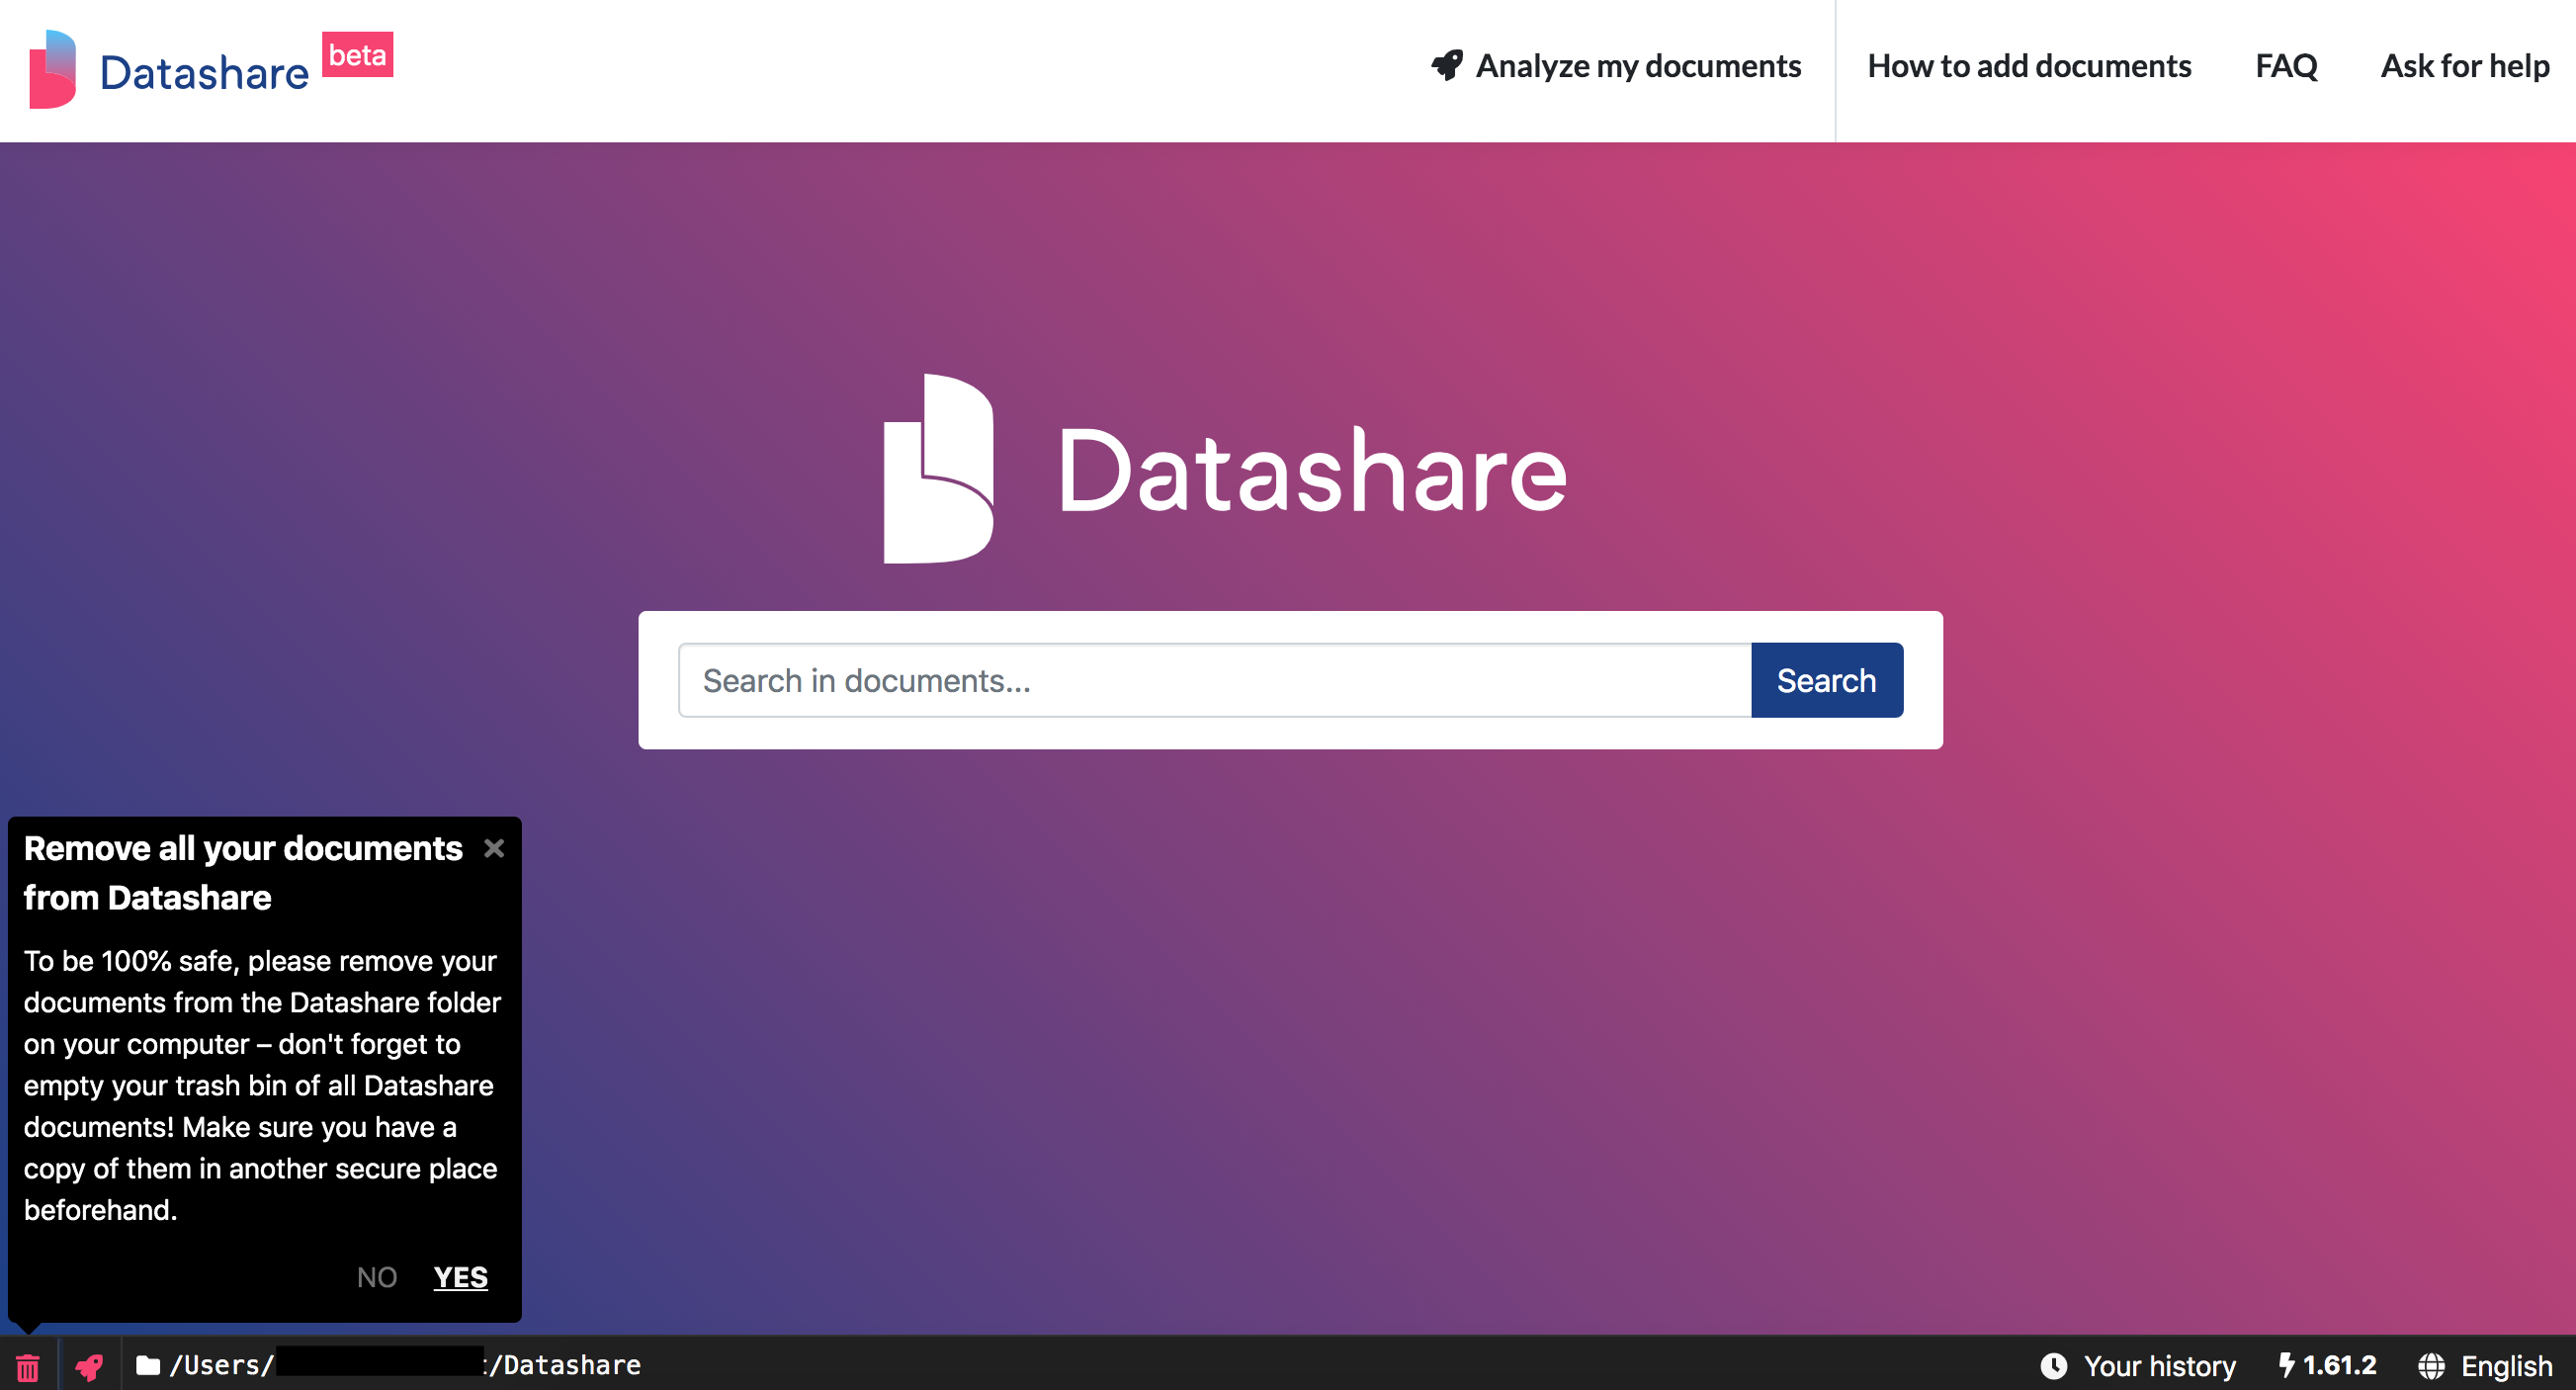 Datashare beta
Analyze my documents
How to add documents
FAQ
Ask for help
Datashare
Search in documents...
Search
Remove all your documents
from Datashare
To be 100% safe, please remove your
documents from the Datashare folder
on your computer – don't forget to
empty your trash bin of all Datashare
documents! Make sure you have a
copy of them in another secure place
beforehand.
NO YES
/Users/ :/Datashare
Your history
1.61.2
English